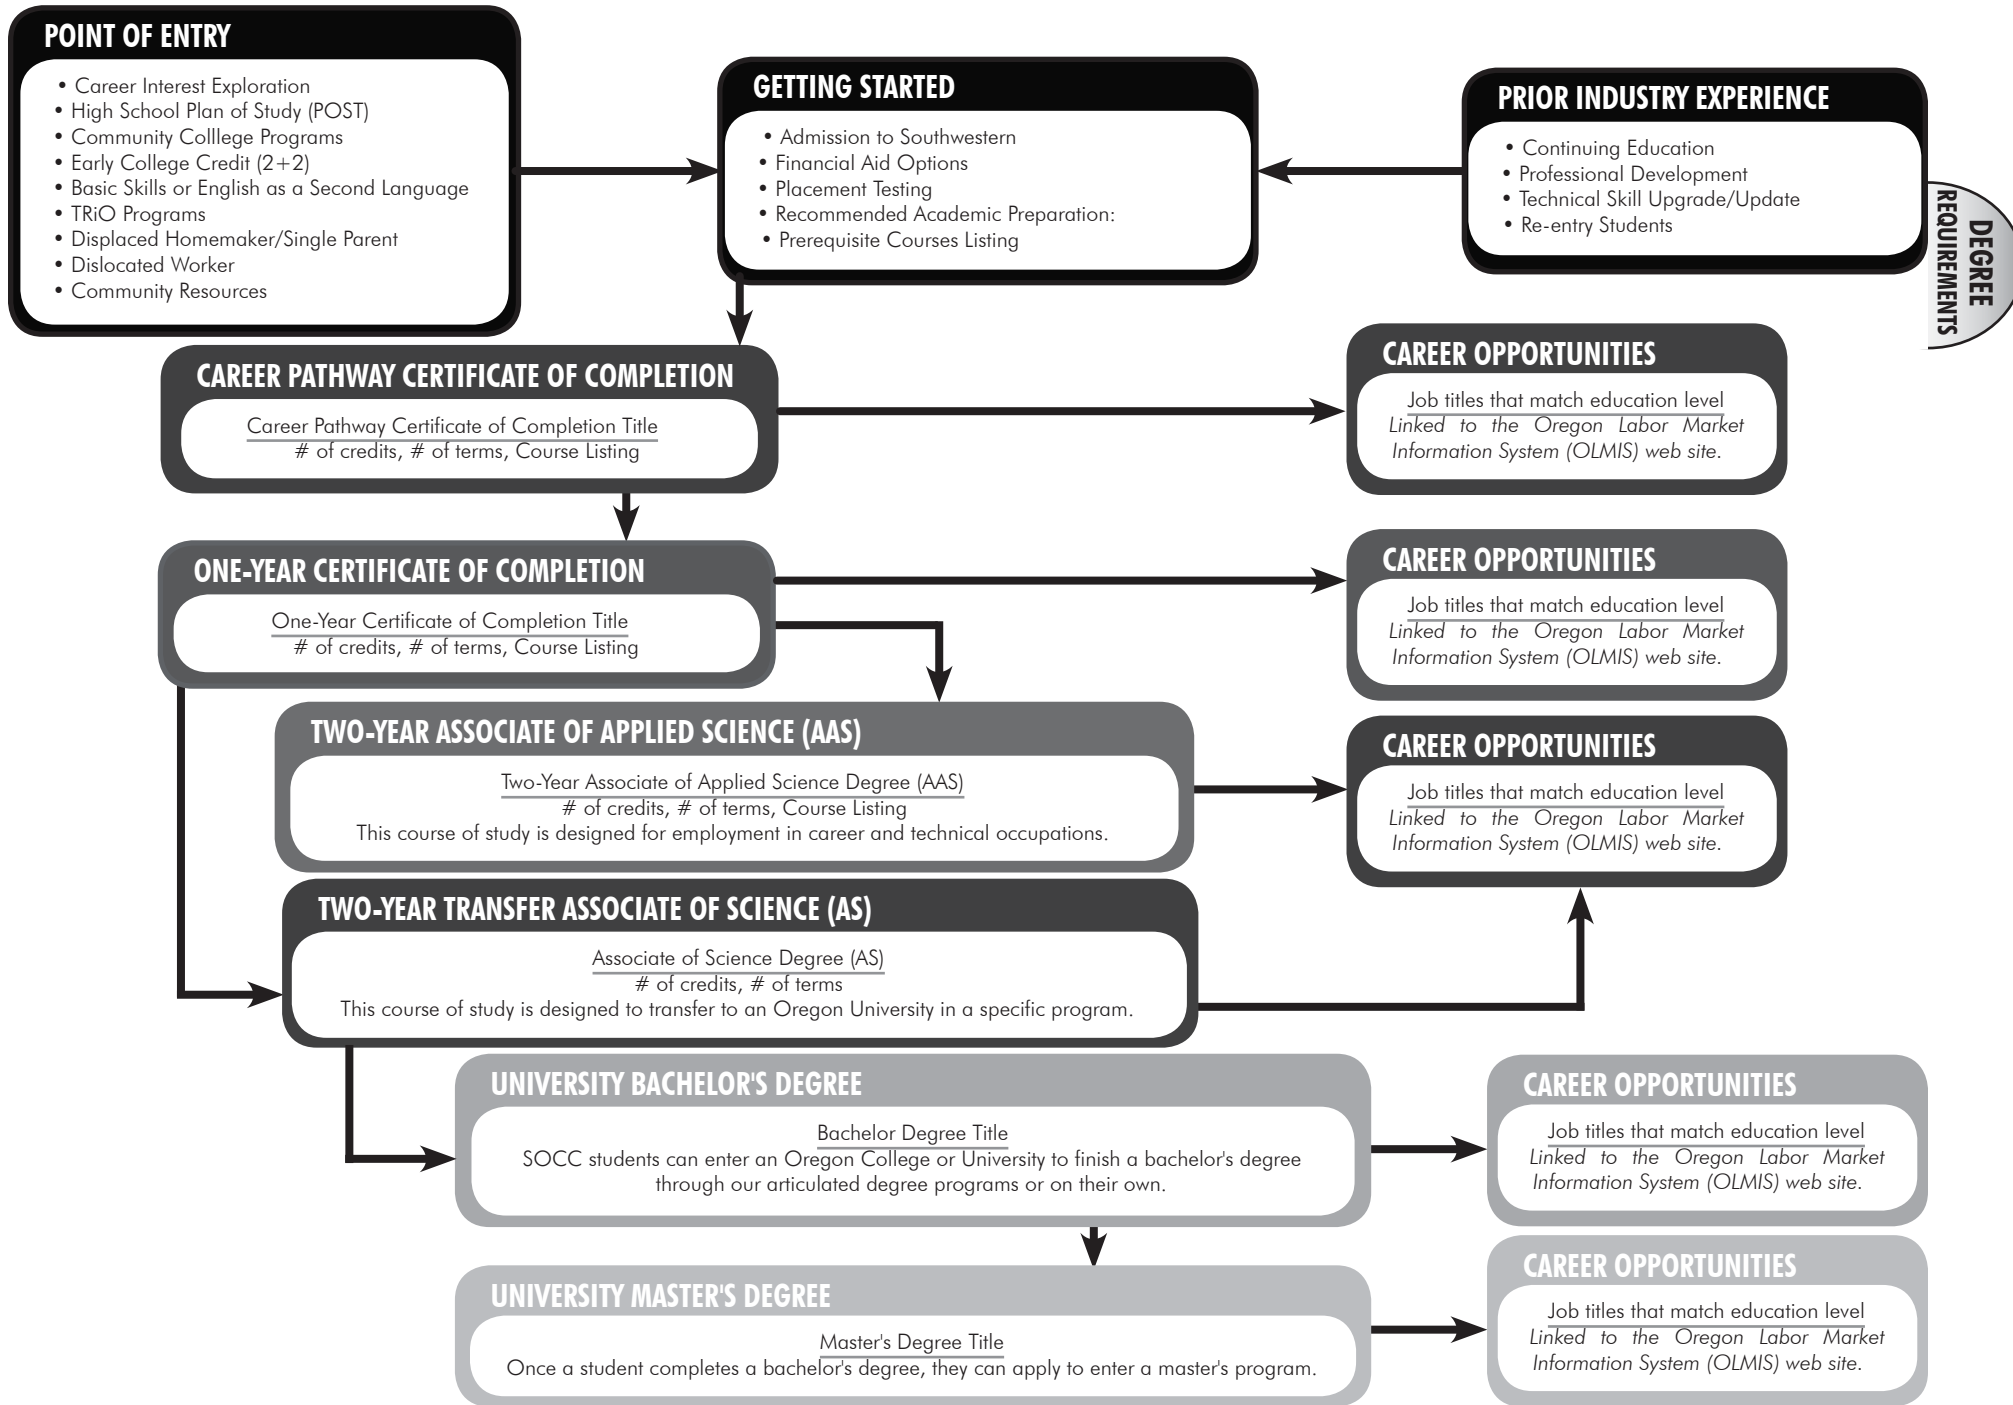 POINT OF ENTRY
• Career Interest Exploration
• High School Plan of Study (POST)
• Community Colllege Programs
• Early College Credit (2+2)
• Basic Skills or English as a Second Language
• TRiO Programs
• Displaced Homemaker/Single Parent
• Dislocated Worker
• Community Resources
GETTING STARTED
• Admission to Southwestern
• Financial Aid Options
• Placement Testing
• Recommended Academic Preparation:
• Prerequisite Courses Listing
PRIOR INDUSTRY EXPERIENCE
• Continuing Education
• Professional Development
• Technical Skill Upgrade/Update
• Re-entry Students
DEGREE
REQUIREMENTS
CAREER PATHWAY CERTIFICATE OF COMPLETION
Career Pathway Certificate of Completion Title
# of credits, # of terms, Course Listing
CAREER OPPORTUNITIES
Job titles that match education level
Linked to the Oregon Labor Market
Information System (OLMIS) web site.
ONE-YEAR CERTIFICATE OF COMPLETION
One-Year Certificate of Completion Title
# of credits, # of terms, Course Listing
CAREER OPPORTUNITIES
Job titles that match education level
Linked to the Oregon Labor Market
Information System (OLMIS) web site.
TWO-YEAR ASSOCIATE OF APPLIED SCIENCE (AAS)
Two-Year Associate of Applied Science Degree (AAS)
# of credits, # of terms, Course Listing
This course of study is designed for employment in career and technical occupations.
CAREER OPPORTUNITIES
Job titles that match education level
Linked to the Oregon Labor Market
Information System (OLMIS) web site.
TWO-YEAR TRANSFER ASSOCIATE OF SCIENCE (AS)
Associate of Science Degree (AS)
# of credits, # of terms
This course of study is designed to transfer to an Oregon University in a specific program.
UNIVERSITY BACHELOR'S DEGREE
Bachelor Degree Title
SOCC students can enter an Oregon College or University to finish a bachelor's degree
through our articulated degree programs or on their own.
CAREER OPPORTUNITIES
Job titles that match education level
Linked to the Oregon Labor Market
Information System (OLMIS) web site.
UNIVERSITY MASTER'S DEGREE
Master's Degree Title
Once a student completes a bachelor's degree, they can apply to enter a master's program.
CAREER OPPORTUNITIES
Job titles that match education level
Linked to the Oregon Labor Market
Information System (OLMIS) web site.